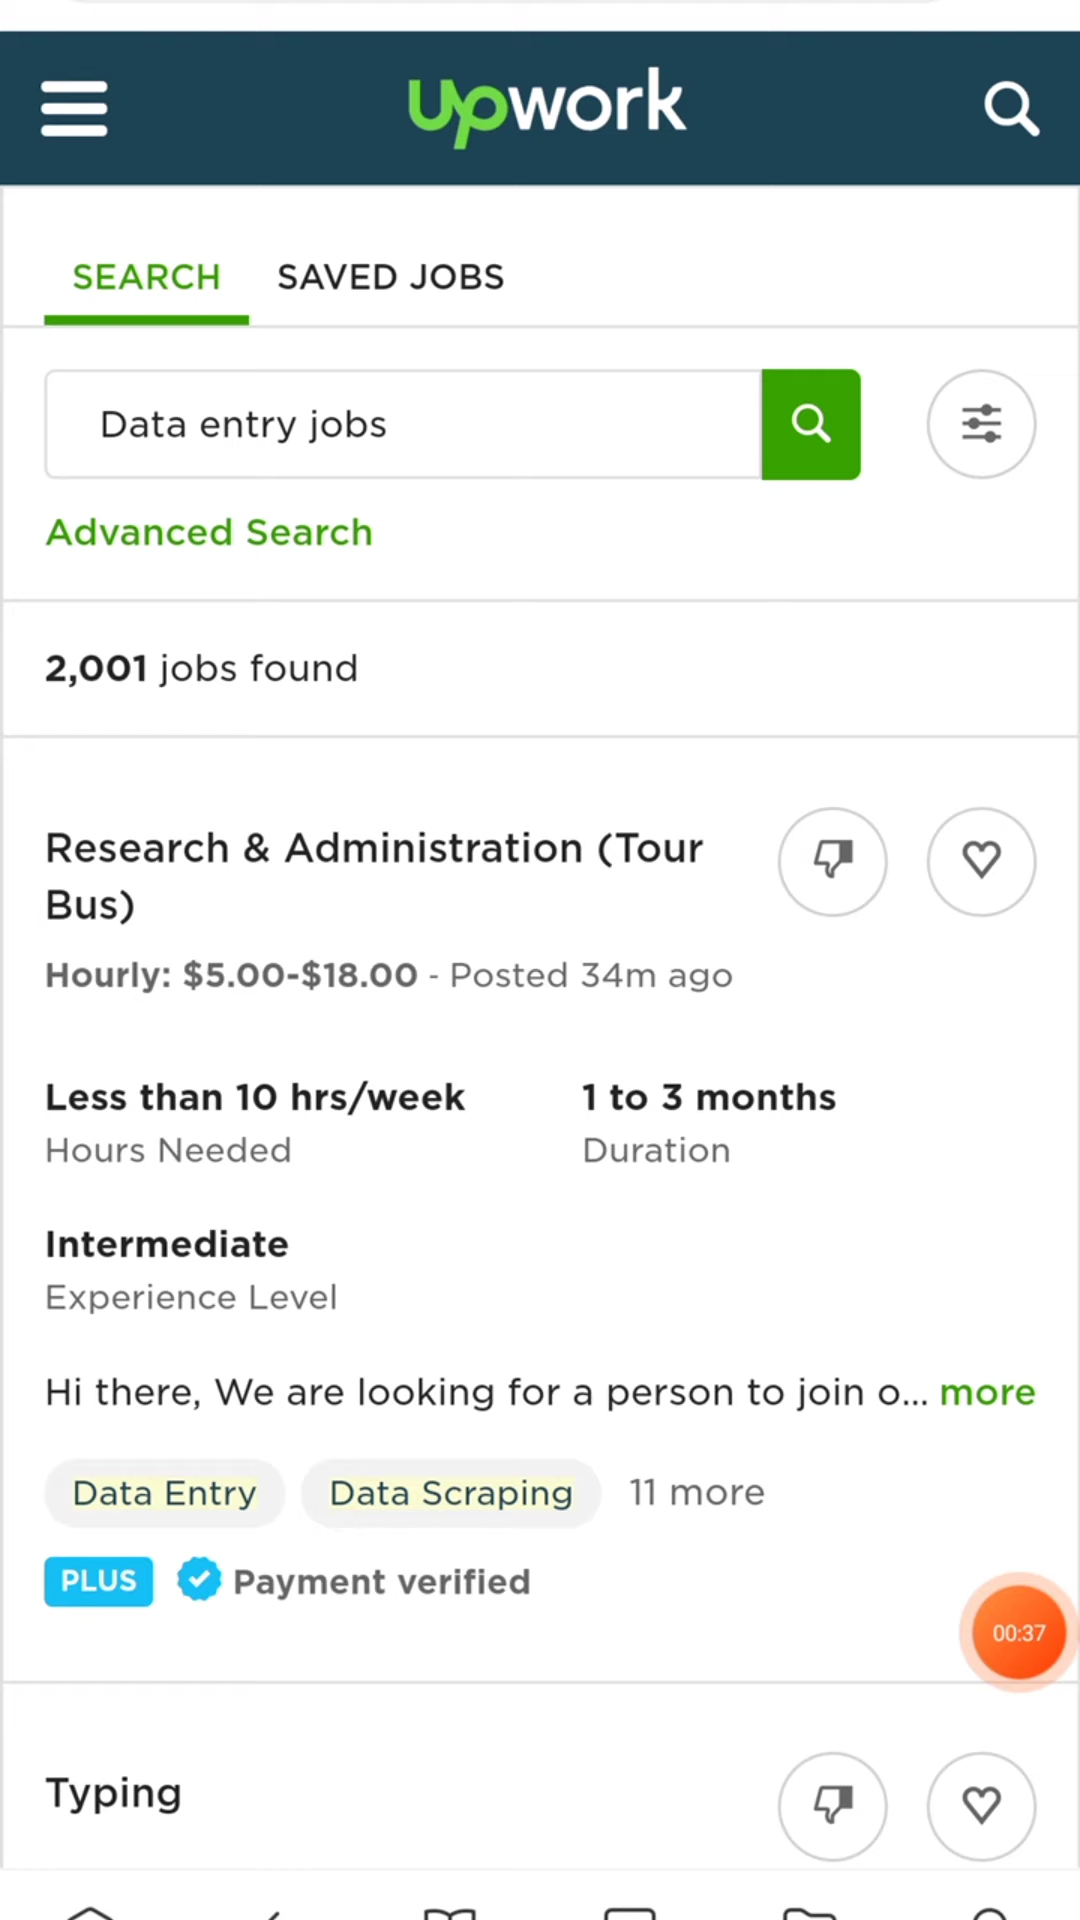 upwork
SEARCH SAVED JOBS
Data entry jobs
Advanced Search
2,001 jobs found
Research & Administration (Tour
Bus)
Hourly: $5.00-$18.00 - Posted 34m ago
Less than 10 hrs/week 1 to 3 months
Hours Needed Duration
Intermediate
Experience Level
Hi there, We are looking for a person to join o... more
Data Entry Data Scraping 11 more
PLUS Payment verified
00:37
Typing